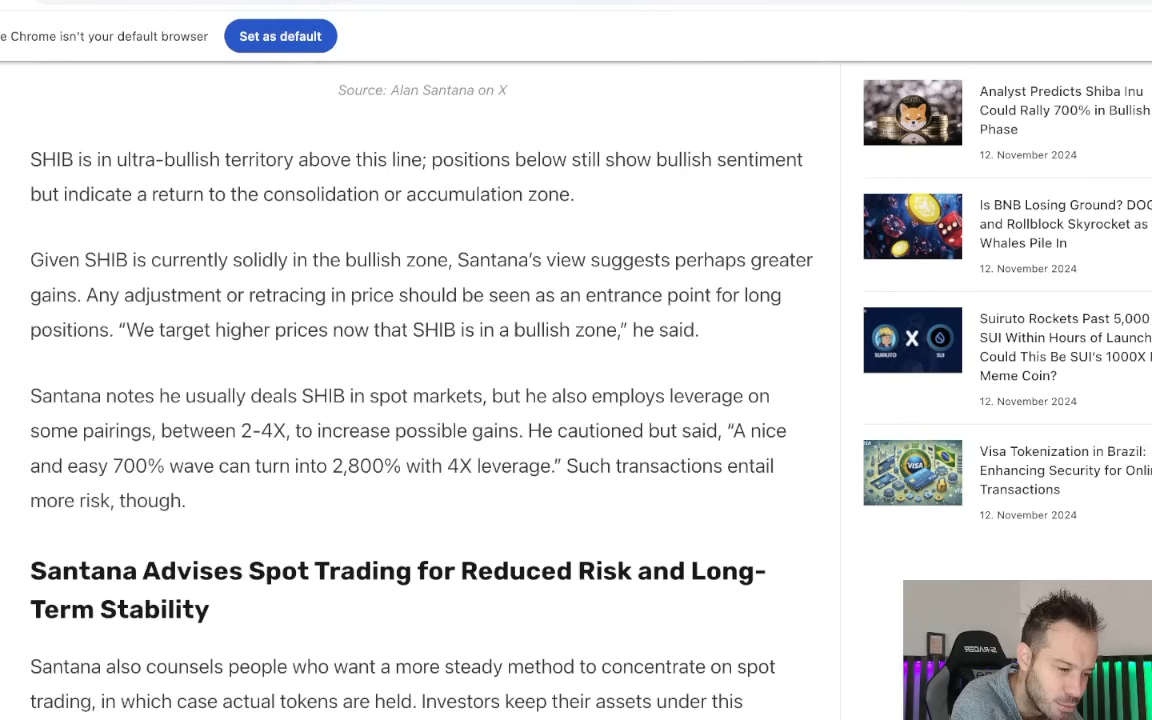 e Chrome isn't your default browser
Set as default
Source: Alan Santana on X
SHIB is in ultra-bullish territory above this line; positions below still show bullish sentiment
but indicate a return to the consolidation or accumulation zone.
Given SHIB is currently solidly in the bullish zone, Santana’s view suggests perhaps greater
gains. Any adjustment or retracing in price should be seen as an entrance point for long
positions. “We target higher prices now that SHIB is in a bullish zone,” he said.
Santana notes he usually deals SHIB in spot markets, but he also employs leverage on
some pairings, between 2-4X, to increase possible gains. He cautioned but said, “A nice
and easy 700% wave can turn into 2,800% with 4X leverage.” Such transactions entail
more risk, though.
Santana Advises Spot Trading for Reduced Risk and Long-
Term Stability
Santana also counsels people who want a more steady method to concentrate on spot
trading, in which case actual tokens are held. Investors keep their assets under this
Analyst Predicts Shiba Inu
Could Rally 700% in Bullish
Phase
12. November 2024
Is BNB Losing Ground? DOG
and Rollblock Skyrocket as
Whales Pile In
12. November 2024
SUIRUTO
X
SUI
Suiruto Rockets Past 5,000
SUI Within Hours of Launch
Could This Be SUI’s 1000X
Meme Coin?
12. November 2024
VISA
Visa Tokenization in Brazil:
Enhancing Security for Onli
Transactions
12. November 2024